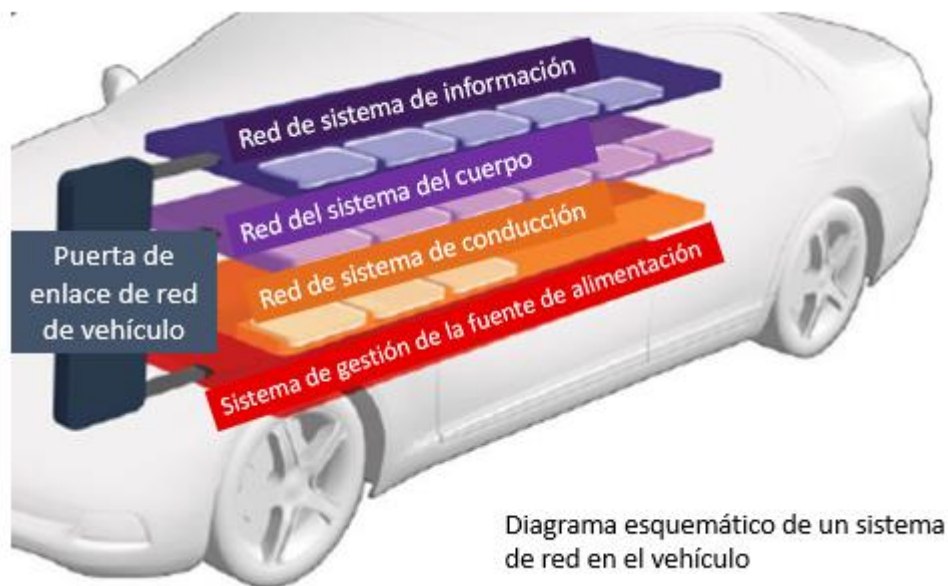 Red de sistema de información
Red del sistema del cuerpo
Red de sistema de conducción
Sistema de gestión de la fuente de alimentación
Puerta de
enlace de red
de vehículo
Diagrama esquemático de un sistema
de red en el vehículo